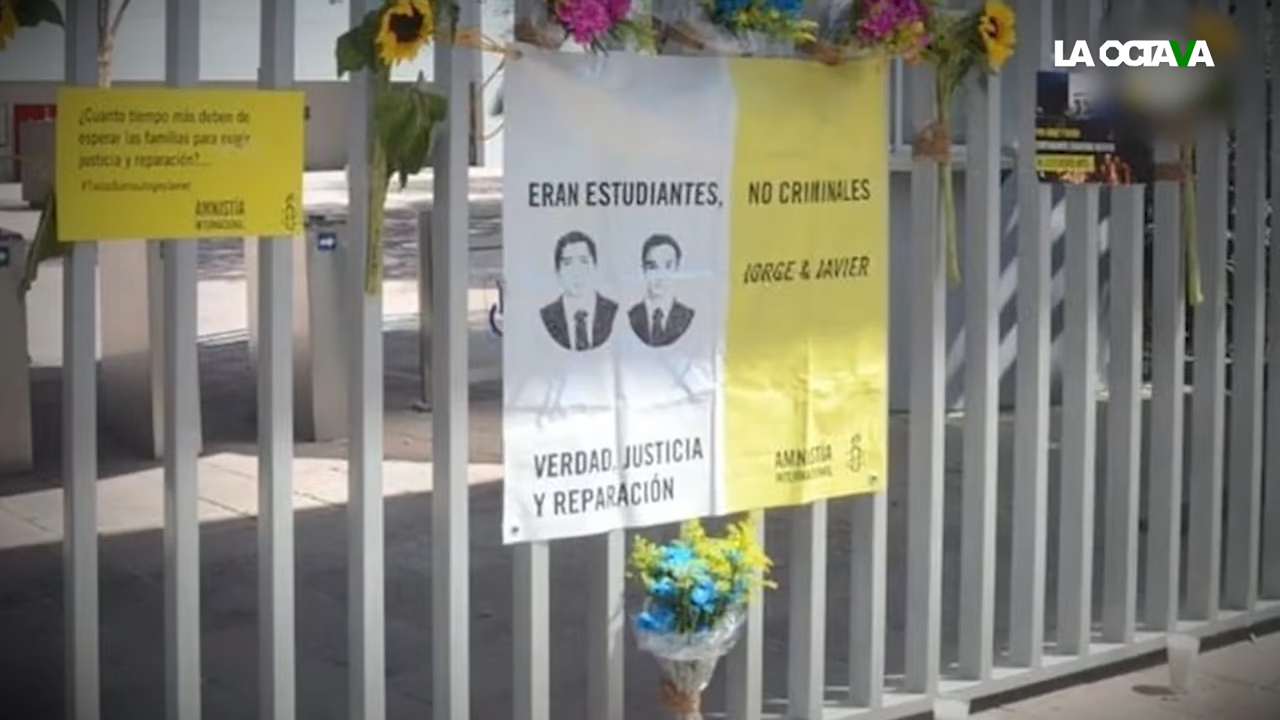 LA OCTAVA
¿Cuánto tiempo más deben de
esperar las familias para exigir
justicia y reparación?...
AMNISTÍA
INTERNACIONAL
ERAN ESTUDIANTES, NO CRIMINALES
JORGE & JAVIER
VERDAD, JUSTICIA
Y REPARACIÓN
AMNISTÍA
INTERNACIONAL